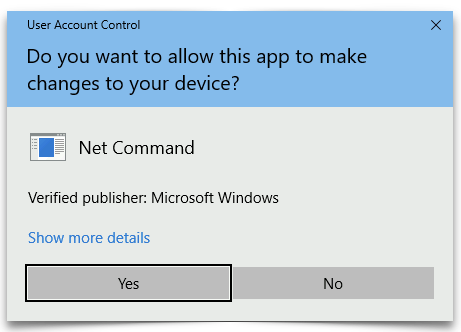 User Account Control
Do you want to allow this app to make
changes to your device?
Net Command
Verified publisher: Microsoft Windows
Show more details
Yes
No